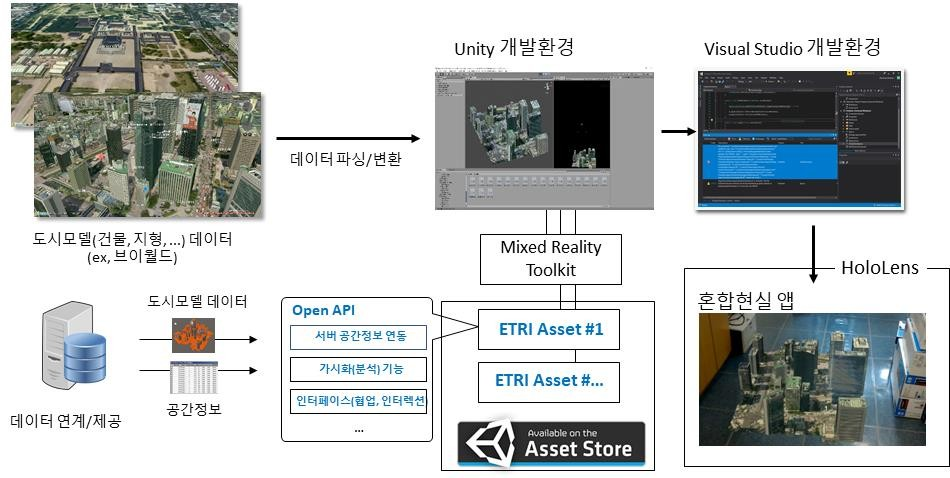 Unity 개발환경
Visual Studio 개발환경
데이터 파싱/변환
도시모델(건물, 지형, ...) 데이터
(ex, 브이월드)
Mixed Reality
Toolkit
HoloLens
혼합현실 앱
도시모델 데이터
공간정보
데이터 연계/제공
Open API
서버 공간정보 연동
가시화(분석) 기능
인터페이스(협업, 인터렉션)
...
ETRI Asset #1
ETRI Asset #...
Available on the
Asset Store